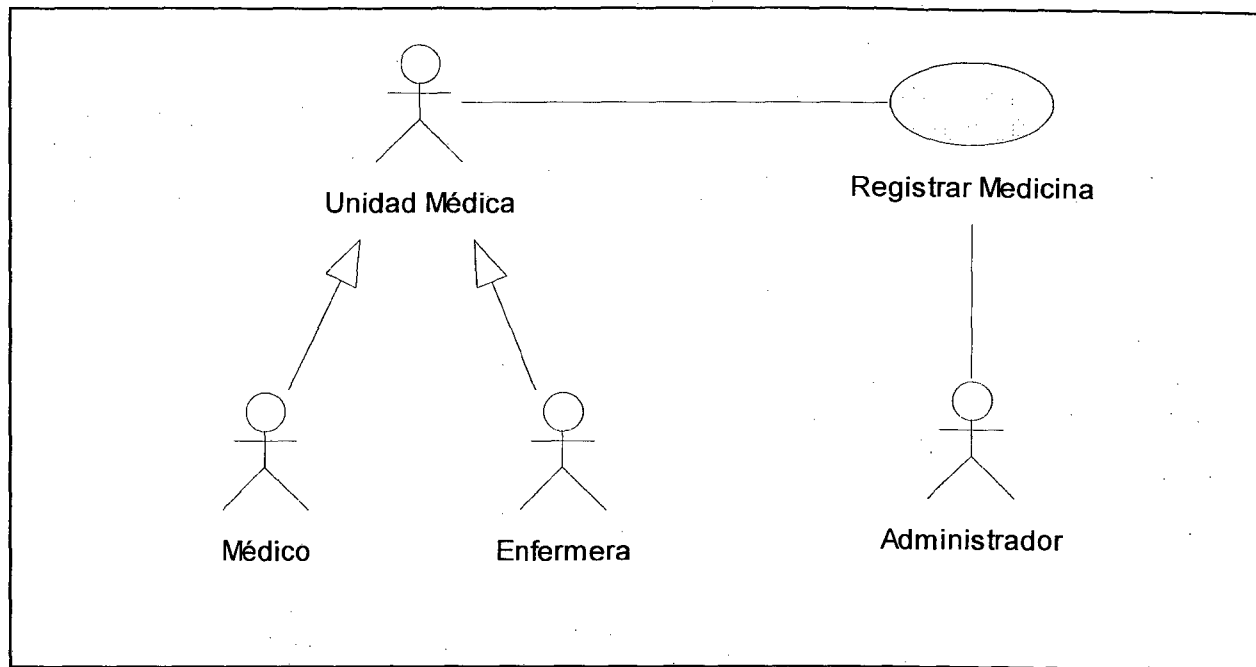 Unidad Médica
Registrar Medicina
Médico
Enfermera
Administrador